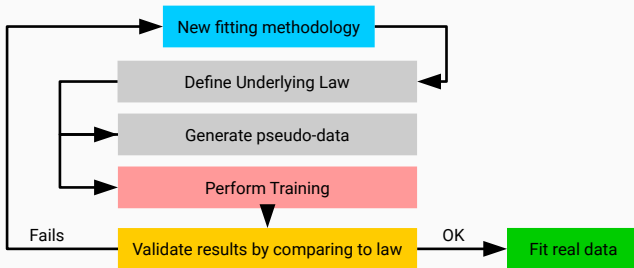 New fitting methodology
Define Underlying Law
Generate pseudo-data
Perform Training
Fails
Validate results by comparing to law
OK
Fit real data